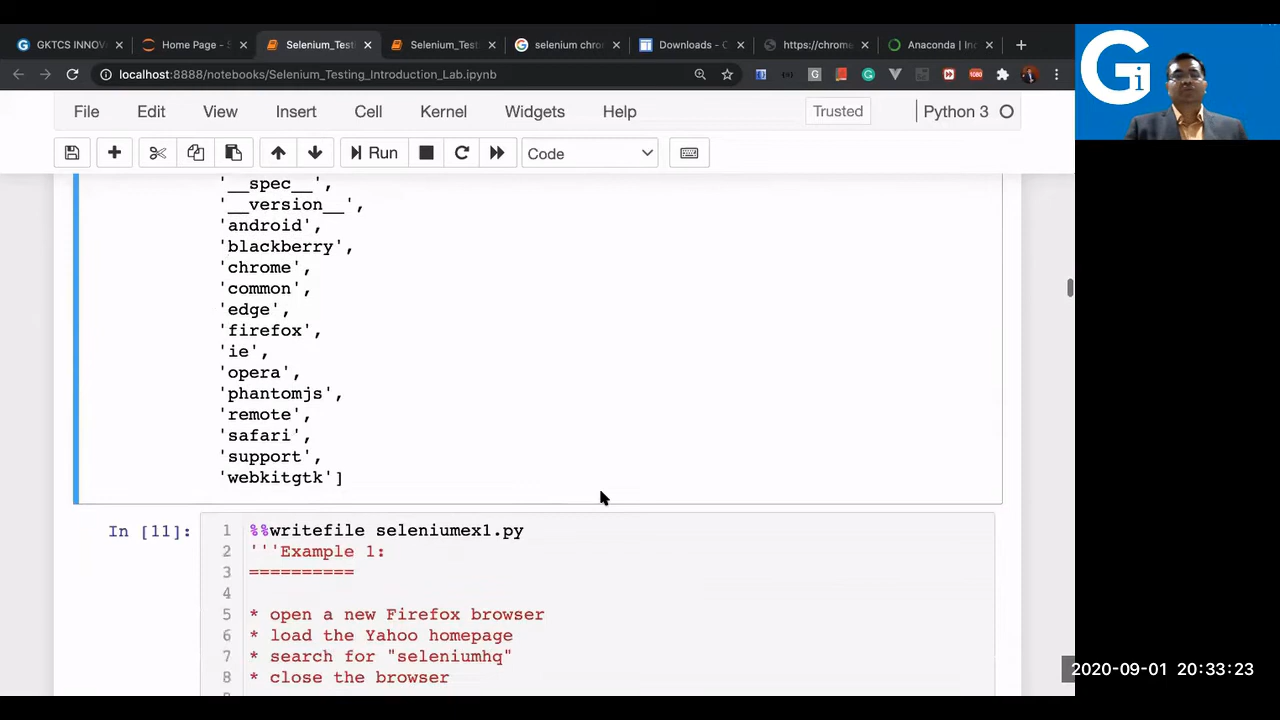 GKTCS INNOV
Home Page - S
Selenium_Test
Selenium_Test
selenium chro
Downloads - C
https://chrome
Anaconda | In
localhost:8888/notebooks/Selenium_Testing_Introduction_Lab.ipynb
File Edit View Insert Cell Kernel Widgets Help Trusted Python 3
Run Code
'__spec__',
'__version__',
'android',
'blackberry',
'chrome',
'common',
'edge',
'firefox',
'ie',
'opera',
'phantomjs',
'remote',
'safari',
'support',
'webkitgtk']
In [11]:
1 %%writefile seleniumex1.py
2 '''Example 1:
3 ==========
4
5 * open a new Firefox browser
6 * load the Yahoo homepage
7 * search for "seleniumhq"
8 * close the browser
Gi
2020-09-01 20:33:23